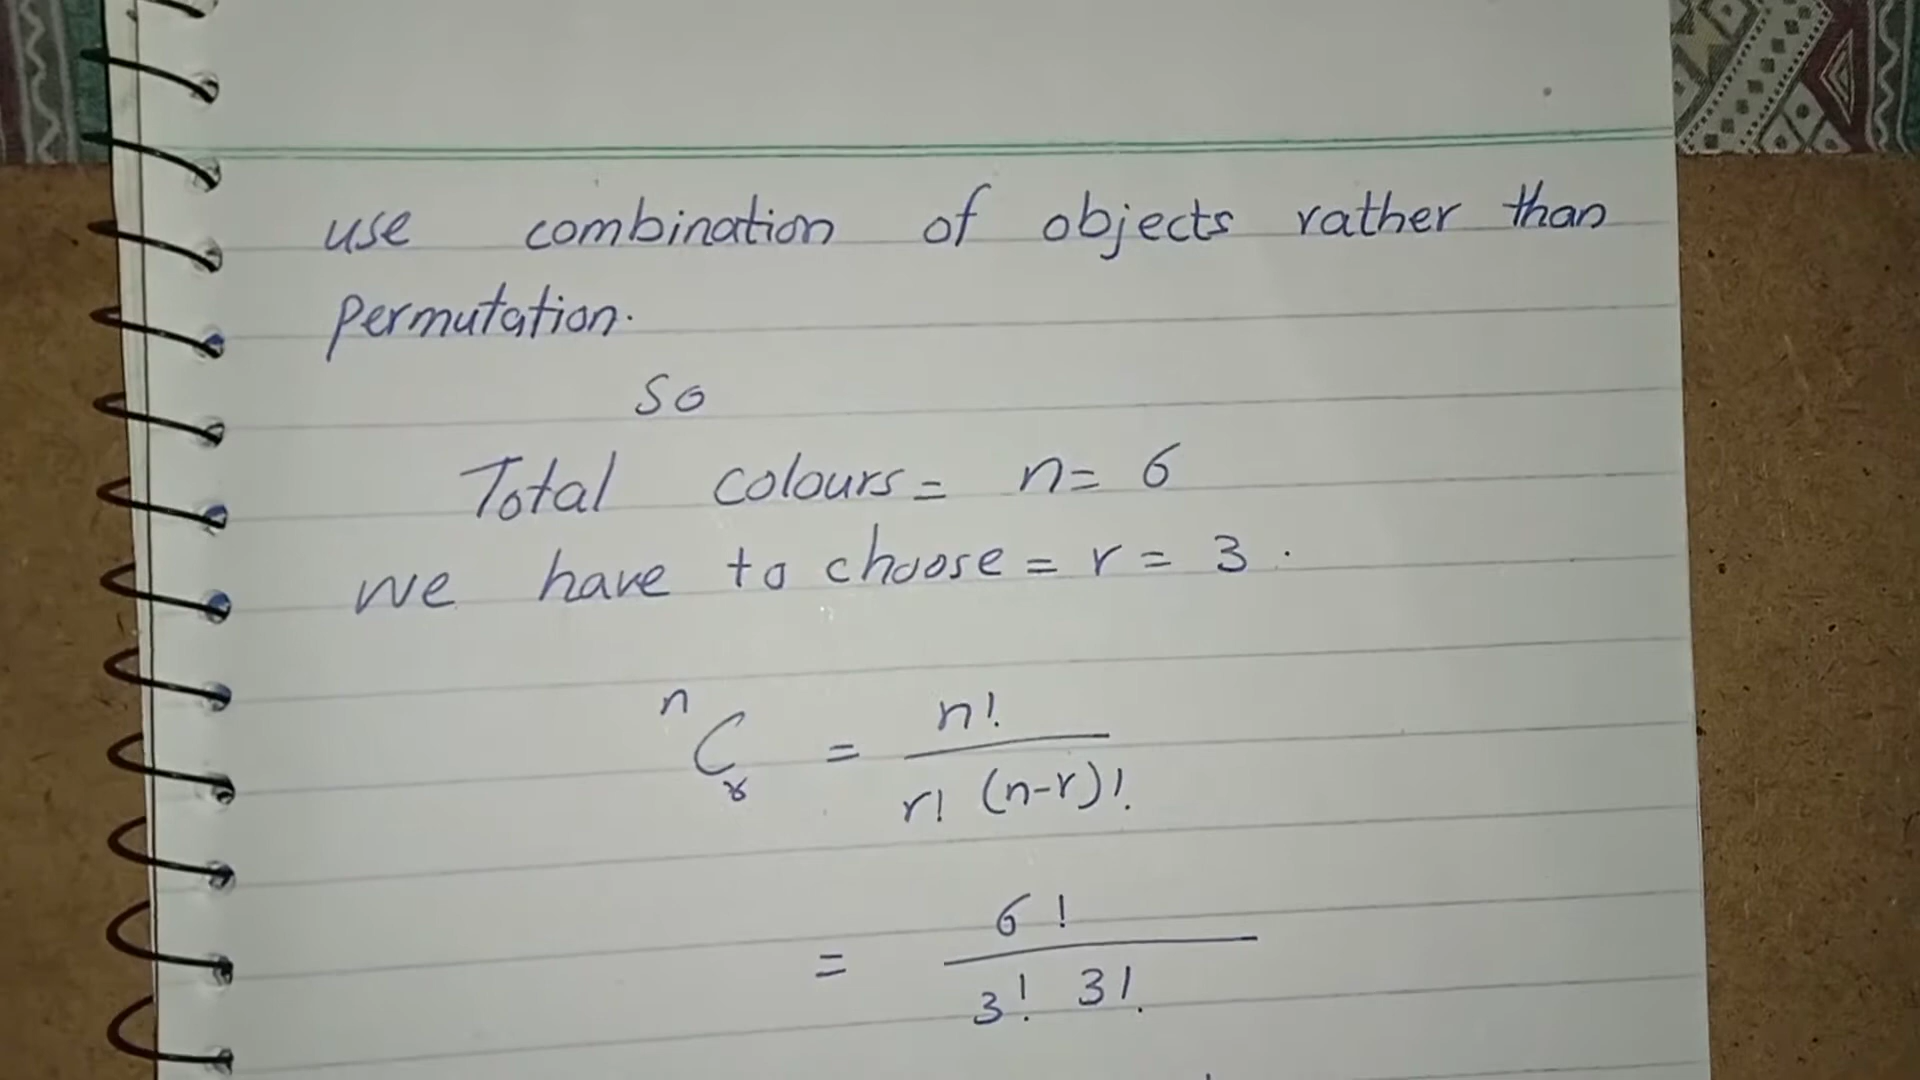 use combination of objects rather than
permutation.
So
Total colours = n = 6
we have to choose = r = 3.
ⁿCᵣ = n! / r! (n-r)!
= 6! / 3! 3!